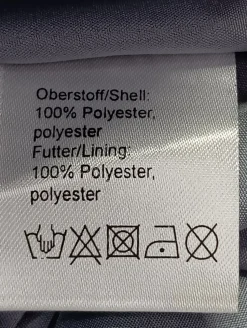 Oberstoff/Shell:
100% Polyester,
polyester
Futter/Lining:
100% Polyester,
polyester